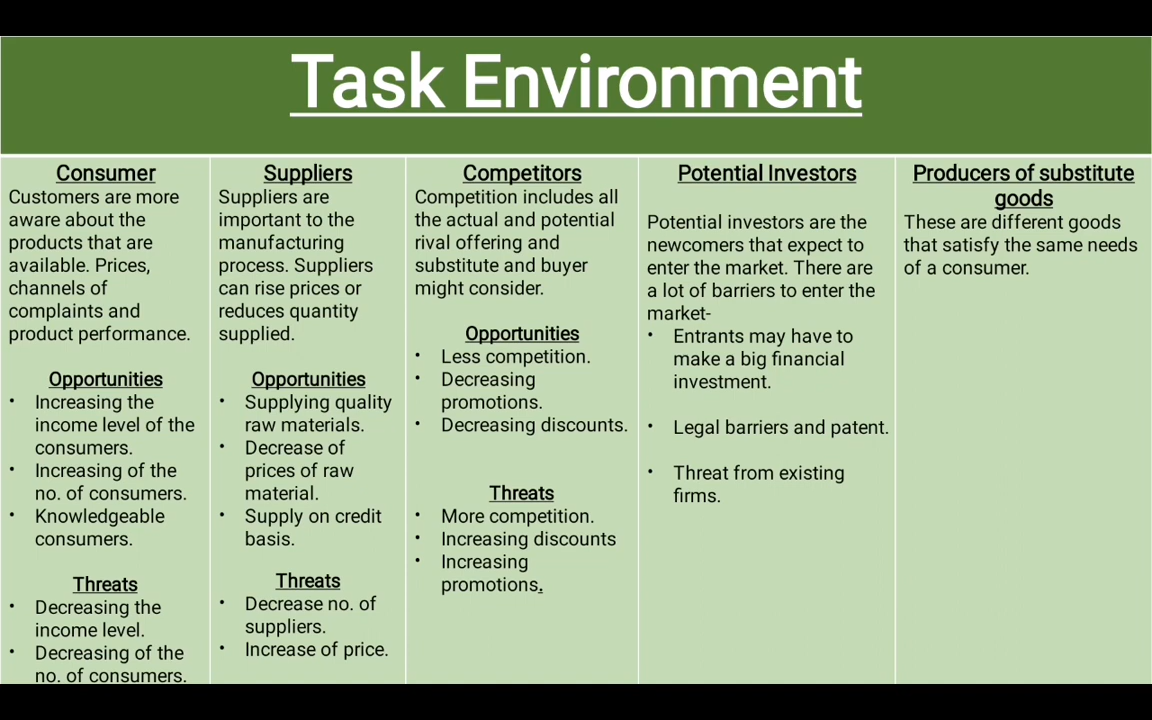 Task Environment
Consumer
Customers are more
aware about the
products that are
available. Prices,
channels of
complaints and
product performance.
Opportunities
• Increasing the
income level of the
consumers.
• Increasing of the
no. of consumers.
• Knowledgeable
consumers.
Threats
• Decreasing the
income level.
• Decreasing of the
no. of consumers.
Suppliers
Suppliers are
important to the
manufacturing
process. Suppliers
can rise prices or
reduces quantity
supplied.
Opportunities
• Supplying quality
raw materials.
• Decrease of
prices of raw
material.
• Supply on credit
basis.
Threats
• Decrease no. of
suppliers.
• Increase of price.
Competitors
Competition includes all
the actual and potential
rival offering and
substitute and buyer
might consider.
Opportunities
• Less competition.
• Decreasing
promotions.
• Decreasing discounts.
Threats
• More competition.
• Increasing discounts
• Increasing
promotions.
Potential Investors
Potential investors are the
newcomers that expect to
enter the market. There are
a lot of barriers to enter the
market-
• Entrants may have to
make a big financial
investment.
• Legal barriers and patent.
• Threat from existing
firms.
Producers of substitute
goods
These are different goods
that satisfy the same needs
of a consumer.